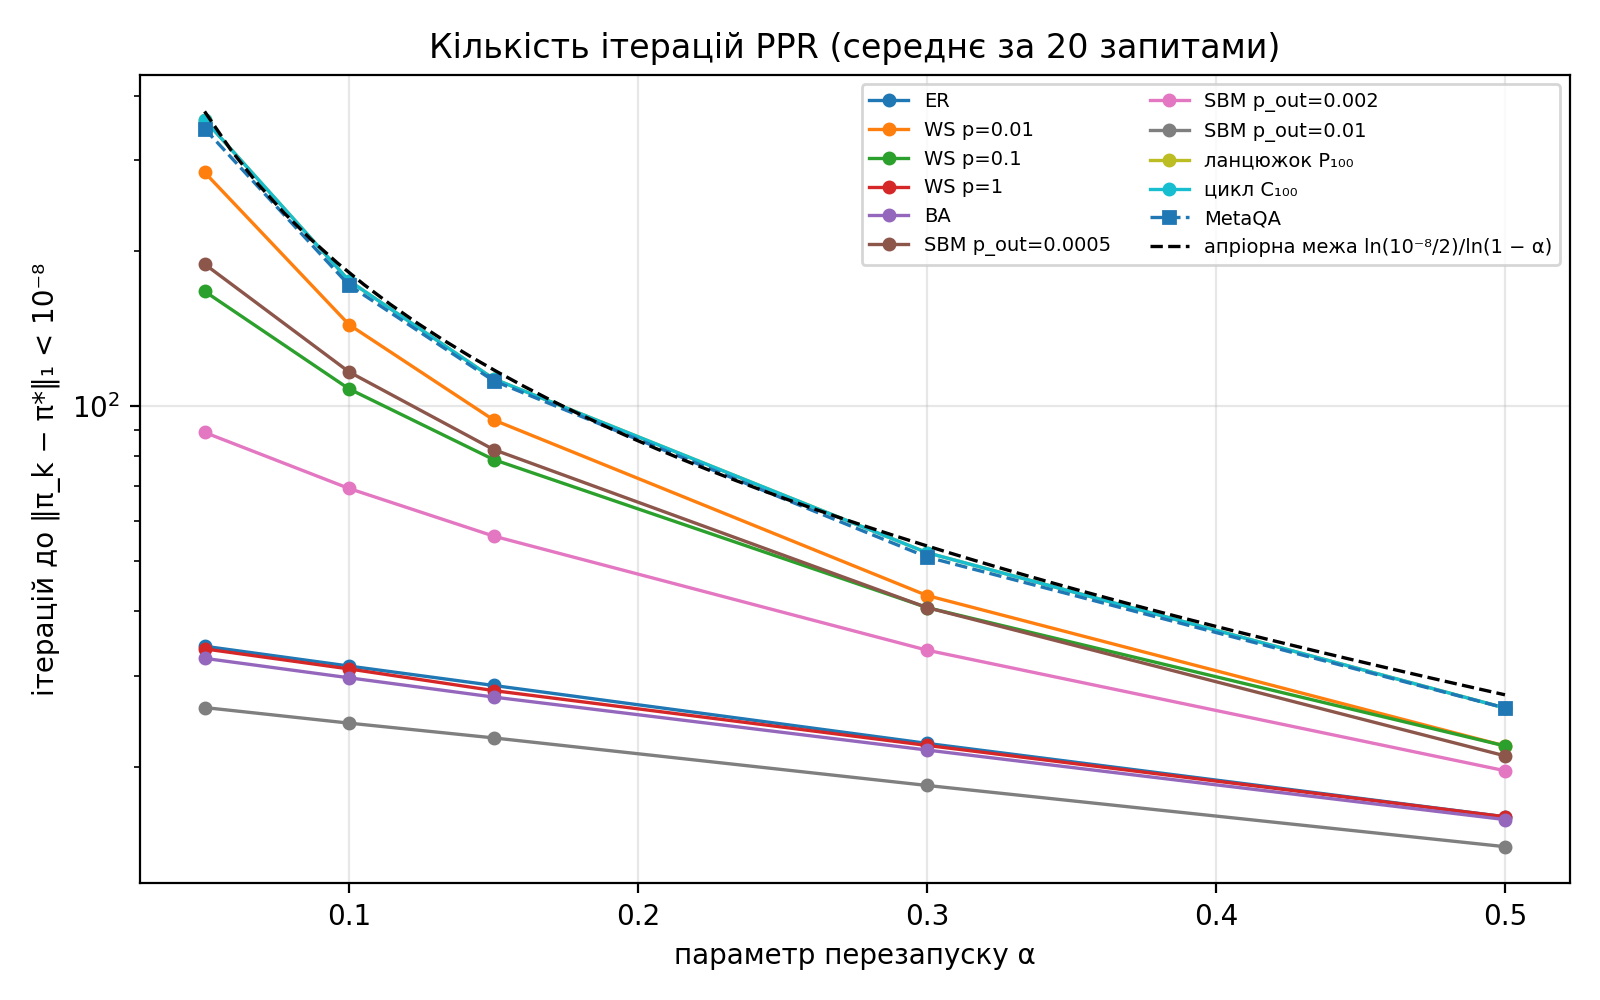 Кількість ітерацій PPR (середнє за 20 запитами)
ітерацій до ‖π_k − π*‖₁ < 10⁻⁸
10²
ER
WS p=0.01
WS p=0.1
WS p=1
BA
SBM p_out=0.0005
SBM p_out=0.002
SBM p_out=0.01
ланцюжок P₁₀₀
цикл C₁₀₀
MetaQA
апріорна межа ln(10⁻⁸/2)/ln(1 − α)
0.1 0.2 0.3 0.4 0.5
параметр перезапуску α